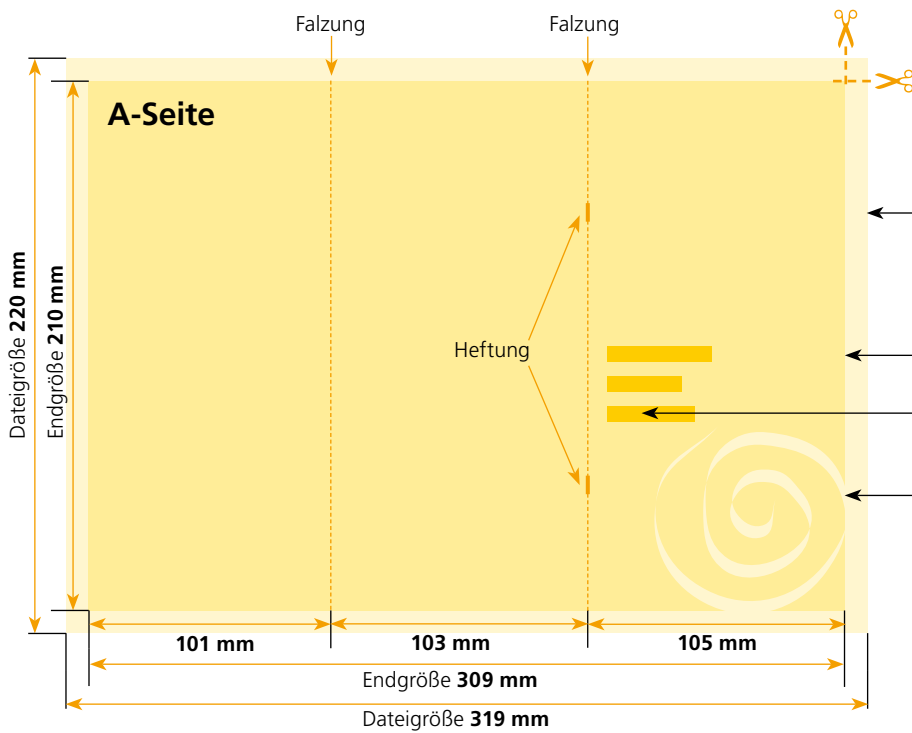 Falzung
Falzung
A-Seite
Dateigröße 220 mm
Endgröße 210 mm
Heftung
101 mm
103 mm
105 mm
Endgröße 309 mm
Dateigröße 319 mm